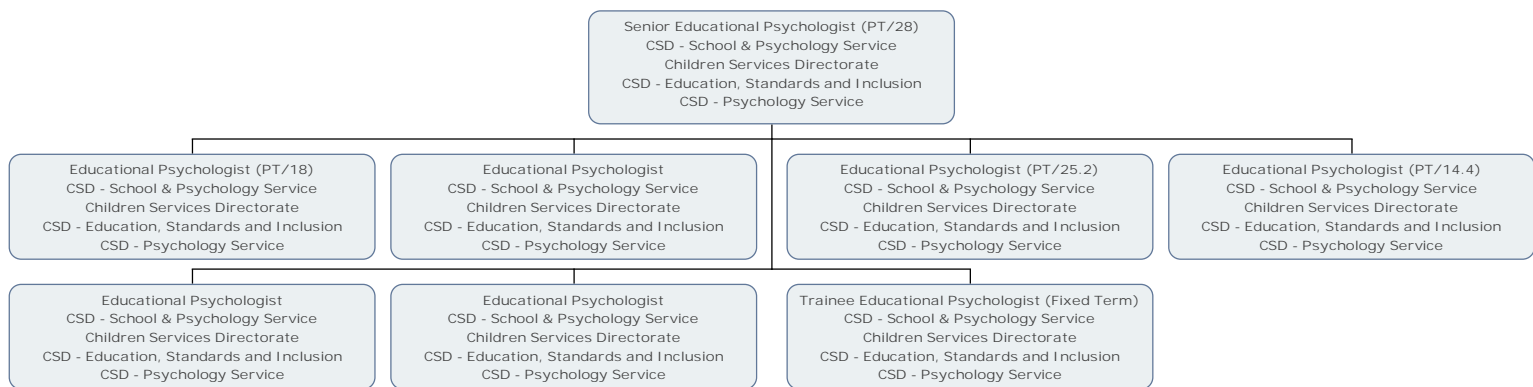 Senior Educational Psychologist (PT/28)
CSD - School & Psychology Service
Children Services Directorate
CSD - Education, Standards and Inclusion
CSD - Psychology Service
Educational Psychologist (PT/18)
CSD - School & Psychology Service
Children Services Directorate
CSD - Education, Standards and Inclusion
CSD - Psychology Service
Educational Psychologist
CSD - School & Psychology Service
Children Services Directorate
CSD - Education, Standards and Inclusion
CSD - Psychology Service
Educational Psychologist (PT/25.2)
CSD - School & Psychology Service
Children Services Directorate
CSD - Education, Standards and Inclusion
CSD - Psychology Service
Educational Psychologist (PT/14.4)
CSD - School & Psychology Service
Children Services Directorate
CSD - Education, Standards and Inclusion
CSD - Psychology Service
Educational Psychologist
CSD - School & Psychology Service
Children Services Directorate
CSD - Education, Standards and Inclusion
CSD - Psychology Service
Educational Psychologist
CSD - School & Psychology Service
Children Services Directorate
CSD - Education, Standards and Inclusion
CSD - Psychology Service
Trainee Educational Psychologist (Fixed Term)
CSD - School & Psychology Service
Children Services Directorate
CSD - Education, Standards and Inclusion
CSD - Psychology Service